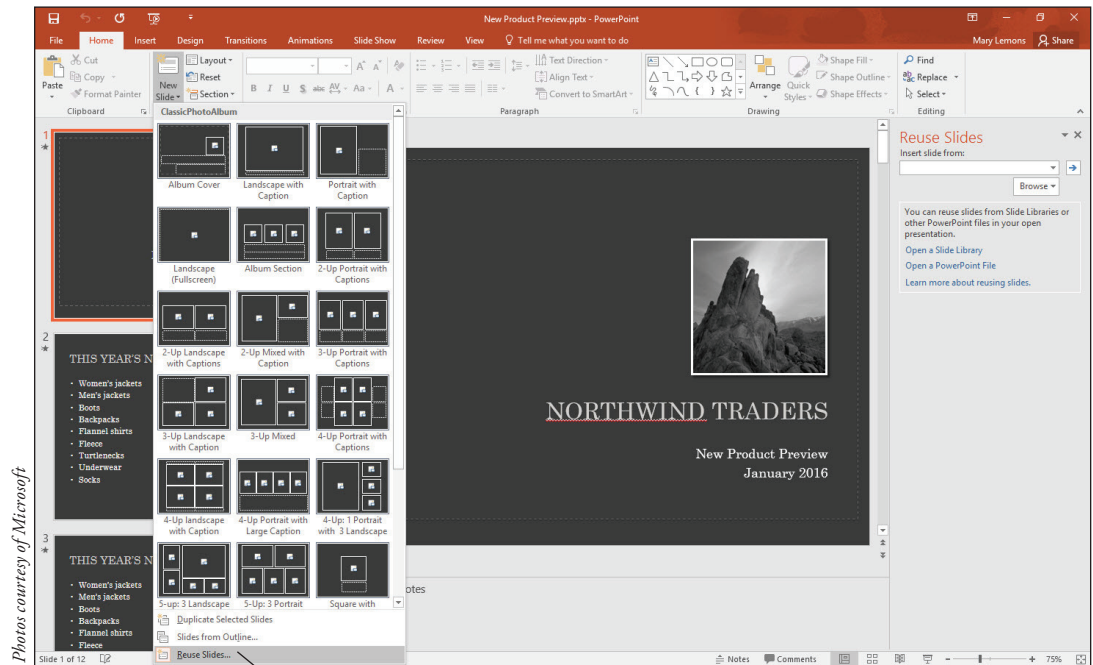 New Product Preview.pptx - PowerPoint
File Home Insert Design Transitions Animations Slide Show Review View Tell me what you want to do Mary Lemons Share
Paste
Cut
Copy
Format Painter
Clipboard
New
Slide
Layout
Reset
Section
B I U S abc AV Aa A
A A
Text Direction
Align Text
Convert to SmartArt
Paragraph
Arrange
Quick
Styles
Shape Fill
Shape Outline
Shape Effects
Drawing
Find
Replace
Select
Editing
ClassicPhotoAlbum
Album Cover
Landscape with
Caption
Portrait with
Caption
Landscape
(Fullscreen)
Album Section
2-Up Portrait with
Captions
2-Up Landscape
with Captions
2-Up Mixed with
Caption
3-Up Portrait with
Captions
3-Up Landscape
with Caption
3-Up Mixed
4-Up Portrait with
Captions
4-Up landscape
with Caption
4-Up Portrait with
Large Caption
4-Up: 1 Portrait
with 3 Landscape
5-up: 3 Landscape
5-Up: 3 Portrait
Square with
Duplicate Selected Slides
Slides from Outline...
Reuse Slides...
1
2
THIS YEAR'S N
• Women's jackets
• Men's jackets
• Boots
• Backpacks
• Flannel shirts
• Fleece
• Turtlenecks
• Underwear
• Socks
3
THIS YEAR'S N
• Women's jackets
• Men's jackets
• Boots
• Backpacks
• Flannel shirts
• Fleece
NORTHWIND TRADERS
New Product Preview
January 2016
otes
Reuse Slides
Insert slide from:
Browse
You can reuse slides from Slide Libraries or
other PowerPoint files in your open
presentation.
Open a Slide Library
Open a PowerPoint File
Learn more about reusing slides.
Slide 1 of 12
Notes Comments 75%
Photos courtesy of Microsoft